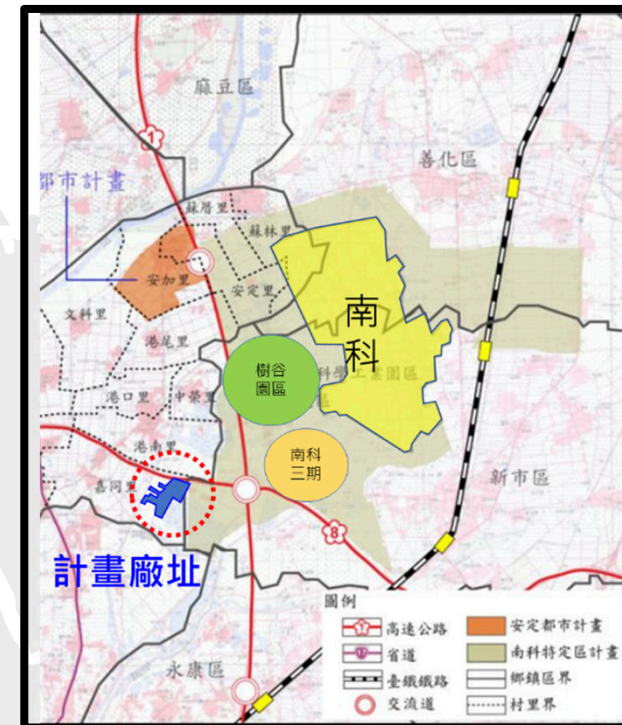 麻豆區
1
善化區
都市計畫
蘇厝里
蘇林里
安加里
安定里
文科里
南科
港尾里
樹谷
園區
科學工業園區
區
港口里
中榮里
港南里
南科
三期
嘉同里
新市區
8
計畫廠址
永康區
圖例
高速公路
安定都市計畫
省道
南科特定區計畫
臺鐵鐵路
鄉鎮區界
交流道
村里界